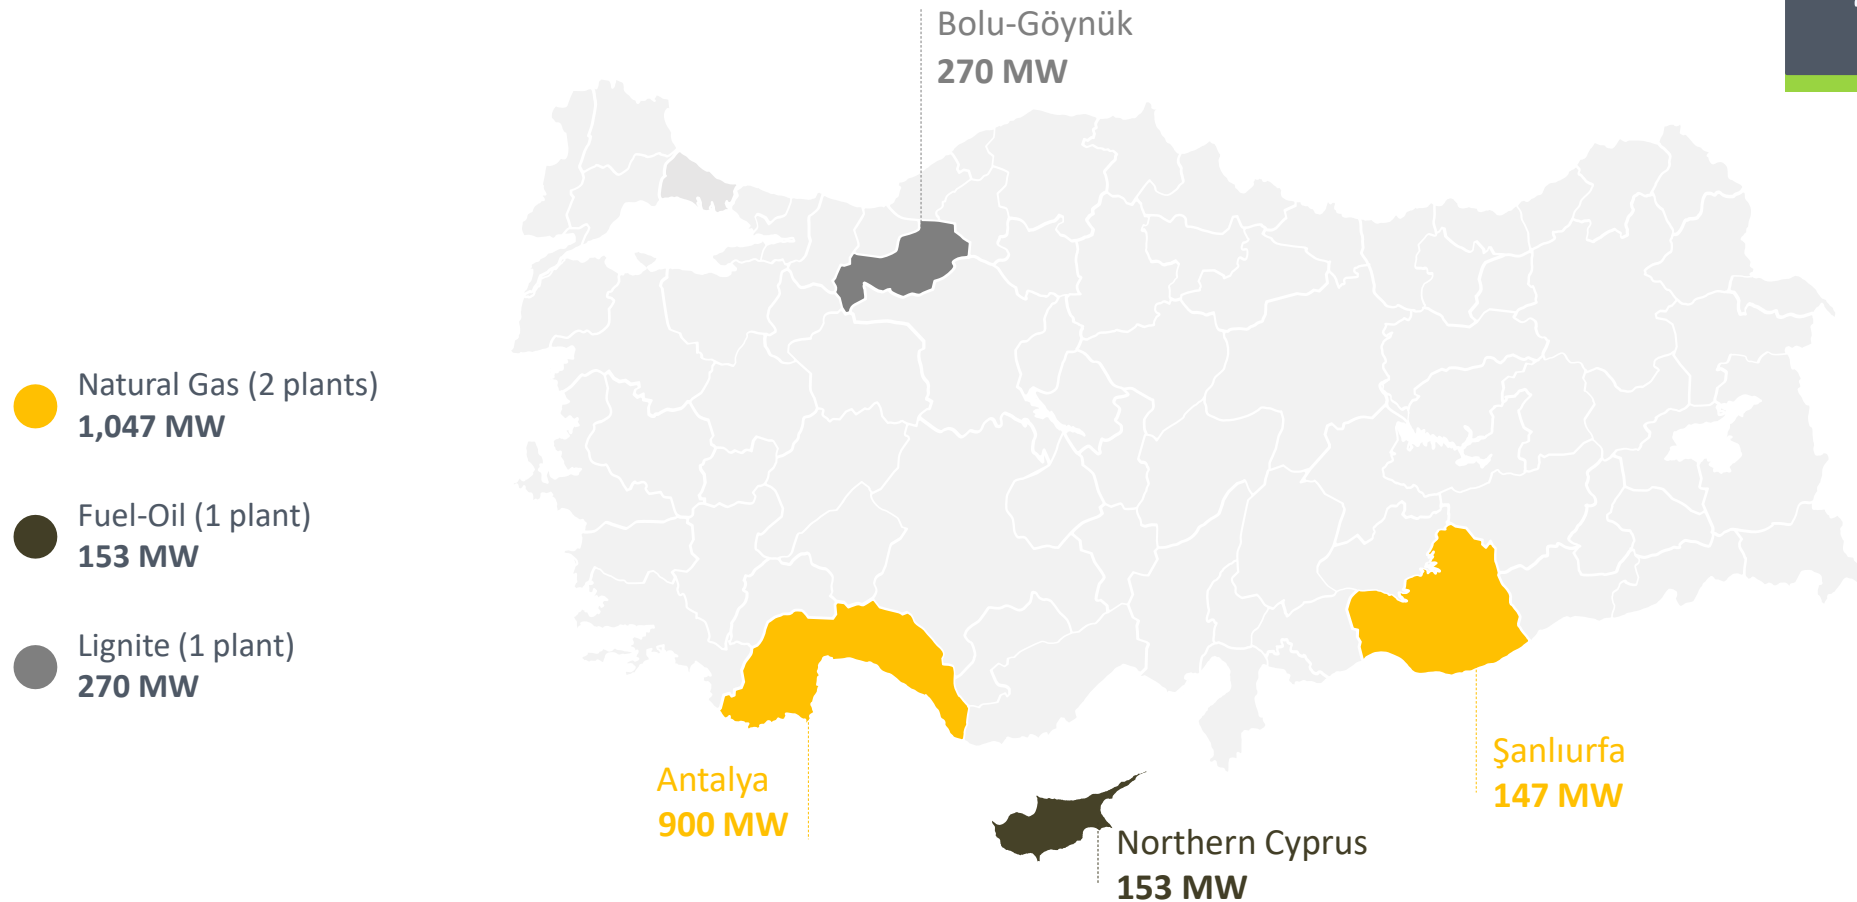 Bolu-Göynük
270 MW
Natural Gas (2 plants)
1,047 MW
Fuel-Oil (1 plant)
153 MW
Lignite (1 plant)
270 MW
Antalya
900 MW
Şanlıurfa
147 MW
Northern Cyprus
153 MW